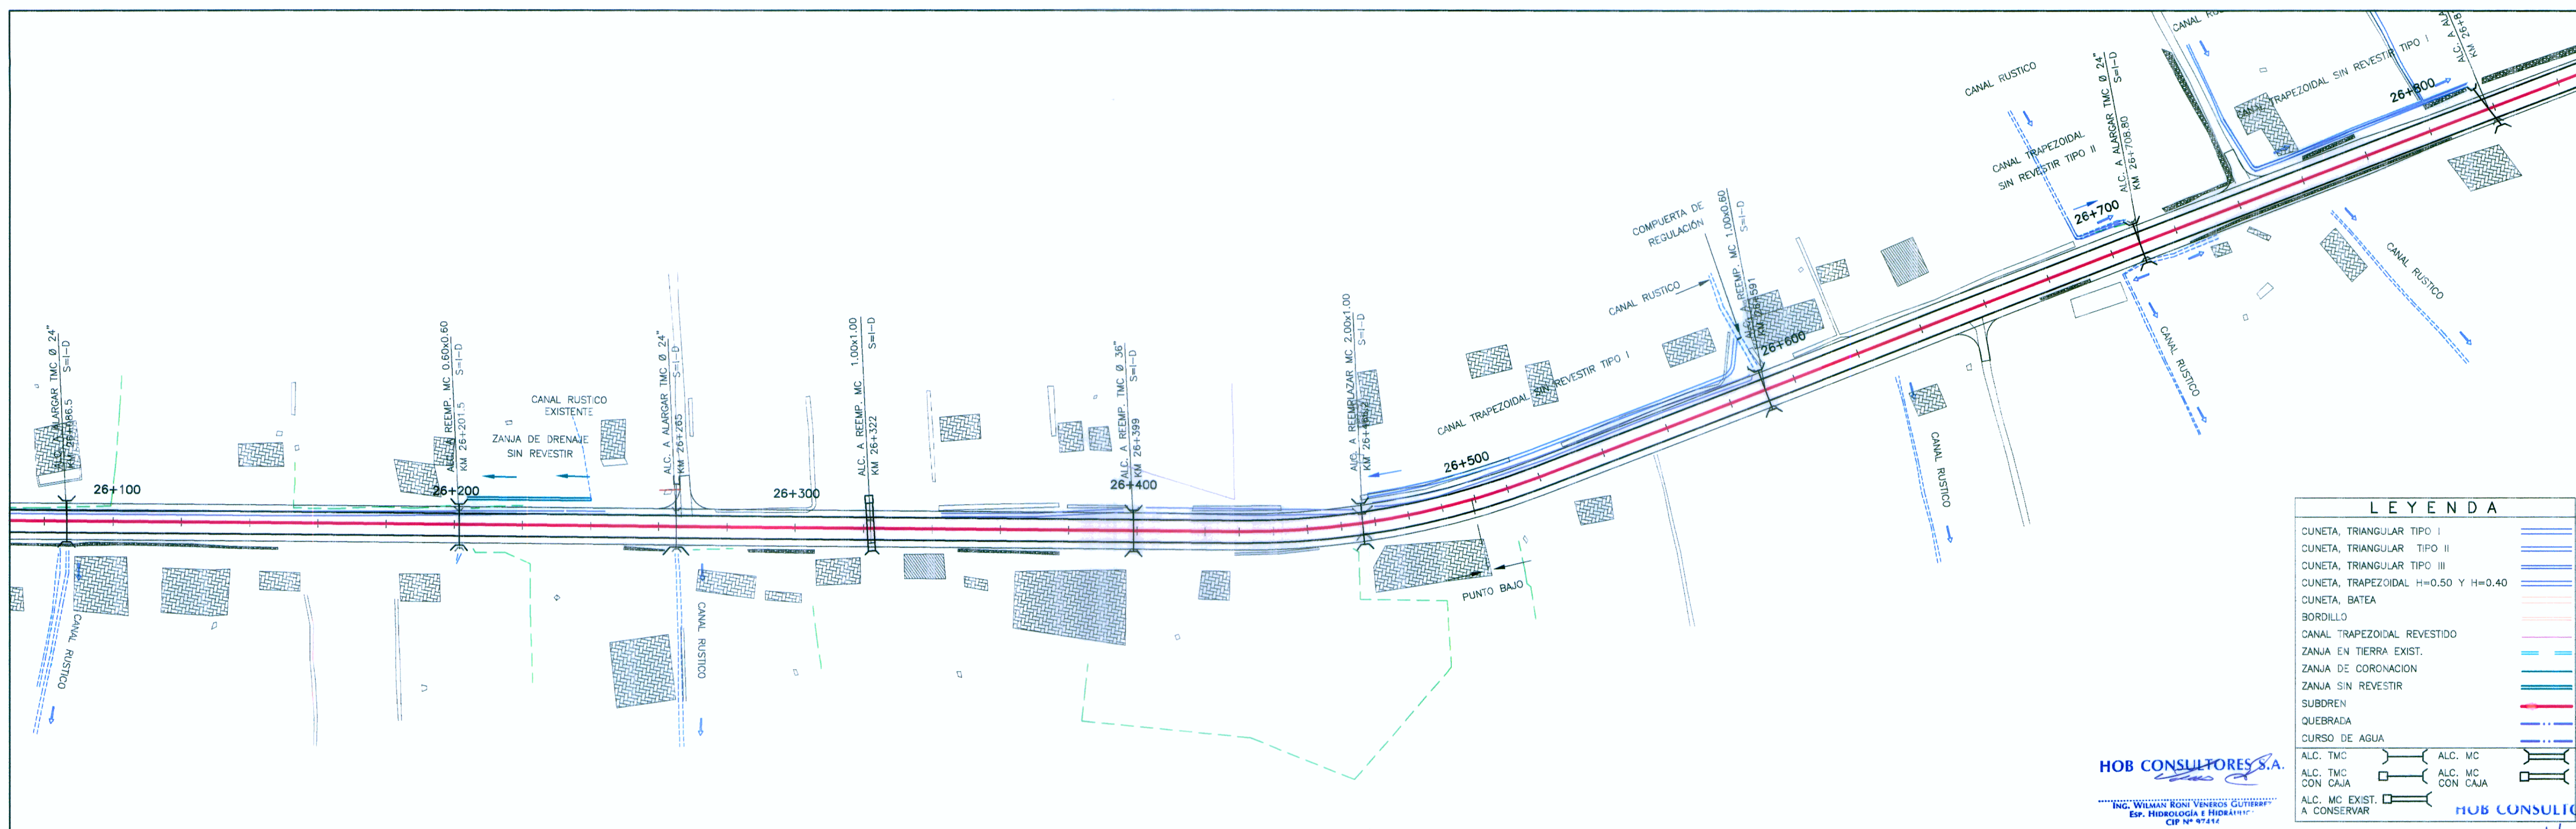 ALC. A ALARGAR TMC Ø 24"
S=I-D
26+100
ALC. A REEMP. MC 0.60x0.60
KM 26+201.5
S=I-D
26+200
CANAL RUSTICO
EXISTENTE
ZANJA DE DRENAJE
SIN REVESTIR
ALC. A ALARGAR TMC Ø 24"
KM 26+265
S=I-D
26+300
ALC. A REEMP. MC 1.00x1.00
KM 26+322
S=I-D
ALC. A REEMP. TMC Ø 36"
KM 26+399
S=I-D
26+400
ALC. A REEMPLAZAR MC 2.00x1.00
S=I-D
26+500
CANAL TRAPEZOIDAL SIN REVESTIR TIPO I
CANAL RUSTICO
COMPUERTA DE
REGULACIÓN
REEMP. MC 1.00x0.60
S=I-D
26+600
CANAL RUSTICO
CANAL TRAPEZOIDAL
SIN REVESTIR TIPO II
26+700
ALC. A ALARGAR TMC Ø 24"
KM 26+708.80
S=I-D
CANAL
CANAL TRAPEZOIDAL SIN REVESTIR TIPO I
26+800
ALC. A
CANAL RUSTICO
CANAL RUSTICO
CANAL RUSTICO
CANAL RUSTICO
CANAL RUSTICO
PUNTO BAJO
LEYENDA
CUNETA, TRIANGULAR TIPO I
CUNETA, TRIANGULAR TIPO II
CUNETA, TRIANGULAR TIPO III
CUNETA, TRAPEZOIDAL H=0.50 Y H=0.40
CUNETA, BATEA
BORDILLO
CANAL TRAPEZOIDAL REVESTIDO
ZANJA EN TIERRA EXIST.
ZANJA DE CORONACION
ZANJA SIN REVESTIR
SUBDREN
QUEBRADA
CURSO DE AGUA
ALC. TMC
ALC. MC
ALC. TMC
CON CAJA
ALC. MC
CON CAJA
ALC. MC EXIST.
A CONSERVAR
HOB CONSULTORES S.A.
ING. WILMAN RONI VENEROS GUTIERREZ
ESP. HIDROLOGÍA E HIDRÁULICA
CIP Nº 97414
HOB